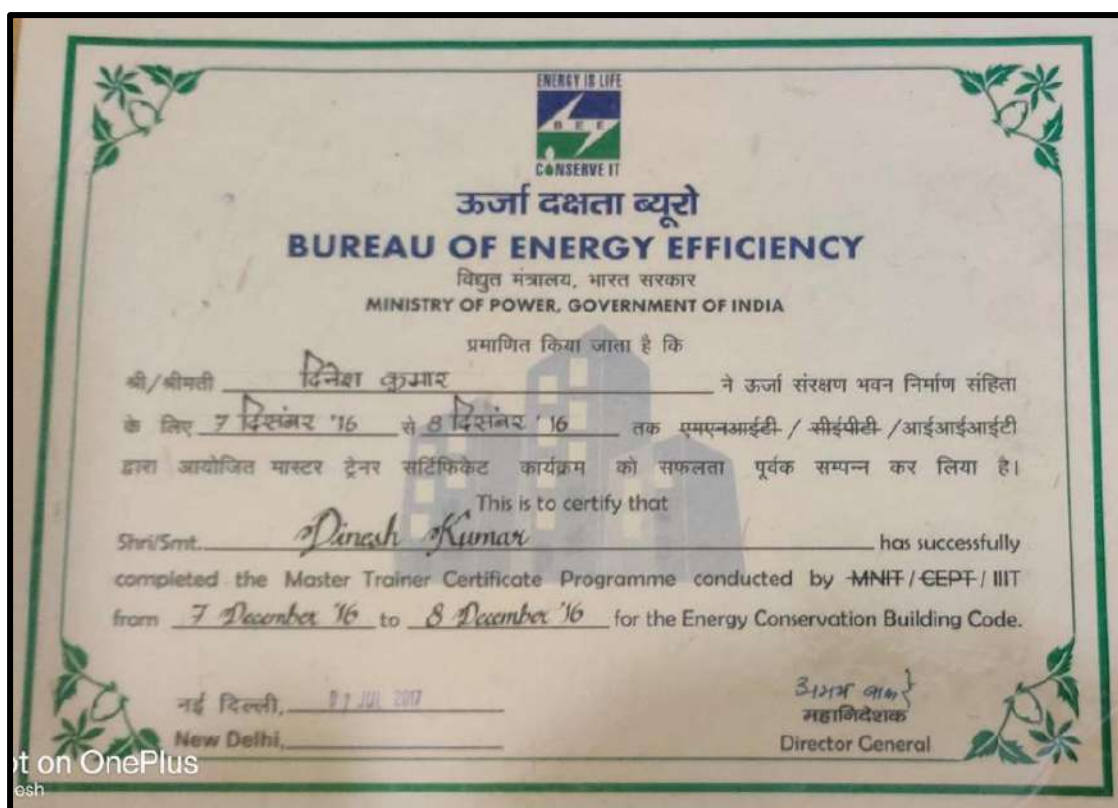 ENERGY IS LIFE
BEE
CONSERVE IT
ऊर्जा दक्षता ब्यूरो
BUREAU OF ENERGY EFFICIENCY
विद्युत मंत्रालय, भारत सरकार
MINISTRY OF POWER, GOVERNMENT OF INDIA
प्रमाणित किया जाता है कि
श्री/श्रीमती दिनेश कुमार ने ऊर्जा संरक्षण भवन निर्माण संहिता
के लिए 7 दिसंबर '16 से 8 दिसंबर '16 तक एमएनआईटी / सीईपीटी /आईआईआईटी
द्वारा आयोजित मास्टर ट्रेनर सर्टिफिकेट कार्यक्रम को सफलता पूर्वक सम्पन्न कर लिया है।
This is to certify that
Shri/Smt. Dinesh Kumar has successfully
completed the Master Trainer Certificate Programme conducted by MNIT / CEPT / IIIT
from 7 December '16 to 8 December '16 for the Energy Conservation Building Code.
नई दिल्ली, JUL 2017
New Delhi,
अभय बाकरे
महानिदेशक
Director General
ot on OnePlus
esh